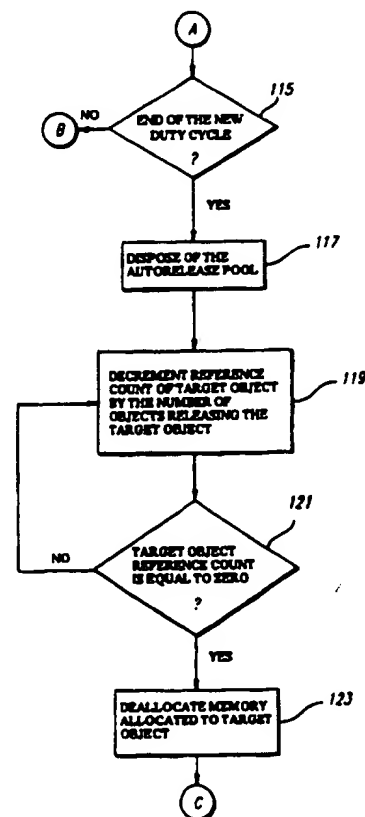 A
115
END OF THE NEW
DUTY CYCLE
?
NO
B
YES
117
DISPOSE OF THE
AUTORELEASE POOL
DECREMENT REFERENCE
COUNT OF TARGET OBJECT
BY THE NUMBER OF
OBJECTS RELEASING THE
TARGET OBJECT
119
121
TARGET OBJECT
REFERENCE COUNT
IS EQUAL TO ZERO
?
NO
YES
DEALLOCATE MEMORY
ALLOCATED TO TARGET
OBJECT
123
C